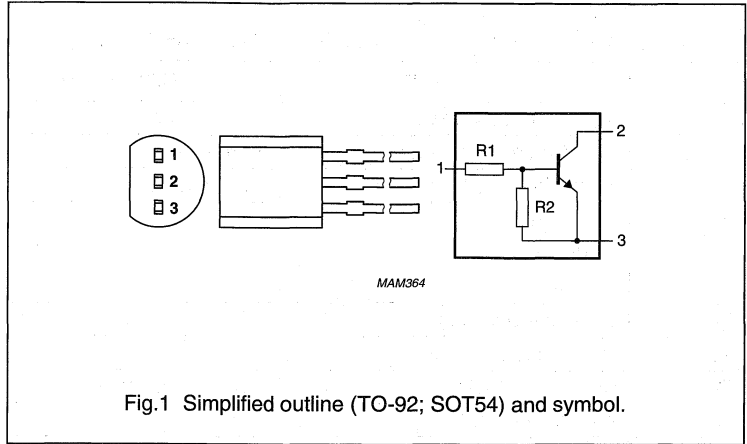 1
2
3
1
R1
R2
2
3
MAM364
Fig.1 Simplified outline (TO-92; SOT54) and symbol.